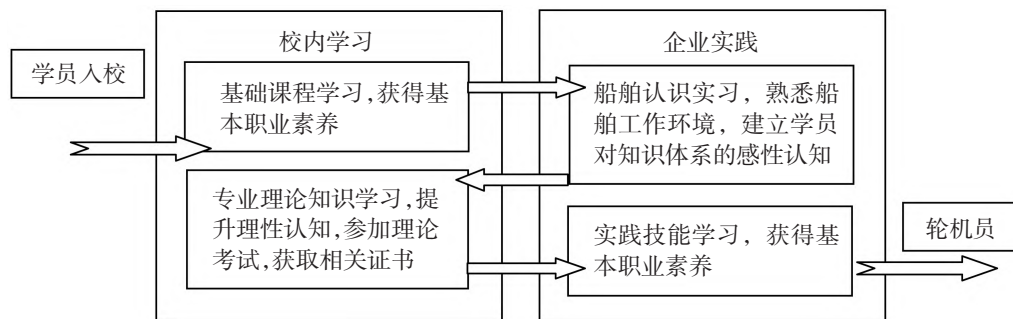 学员入校
校内学习
基础课程学习,获得基
本职业素养
专业理论知识学习,提
升理性认知,参加理论
考试,获取相关证书
企业实践
船舶认识实习，熟悉船
舶工作环境，建立学员
对知识体系的感性认知
实践技能学习，获得基
本职业素养
轮机员